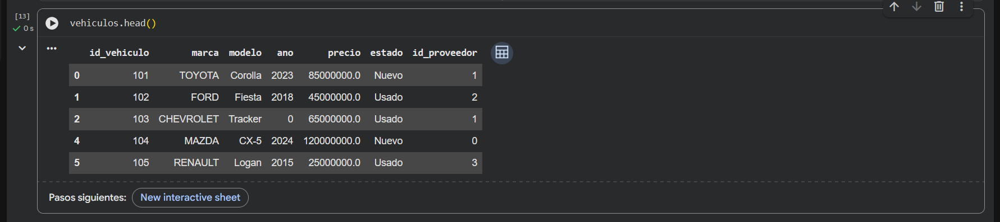 [13]
0 s
vehiculos.head()
id_vehiculo marca modelo ano precio estado id_proveedor
0 101 TOYOTA Corolla 2023 85000000.0 Nuevo 1
1 102 FORD Fiesta 2018 45000000.0 Usado 2
2 103 CHEVROLET Tracker 0 65000000.0 Usado 1
4 104 MAZDA CX-5 2024 120000000.0 Nuevo 0
5 105 RENAULT Logan 2015 25000000.0 Usado 3
Pasos siguientes: New interactive sheet